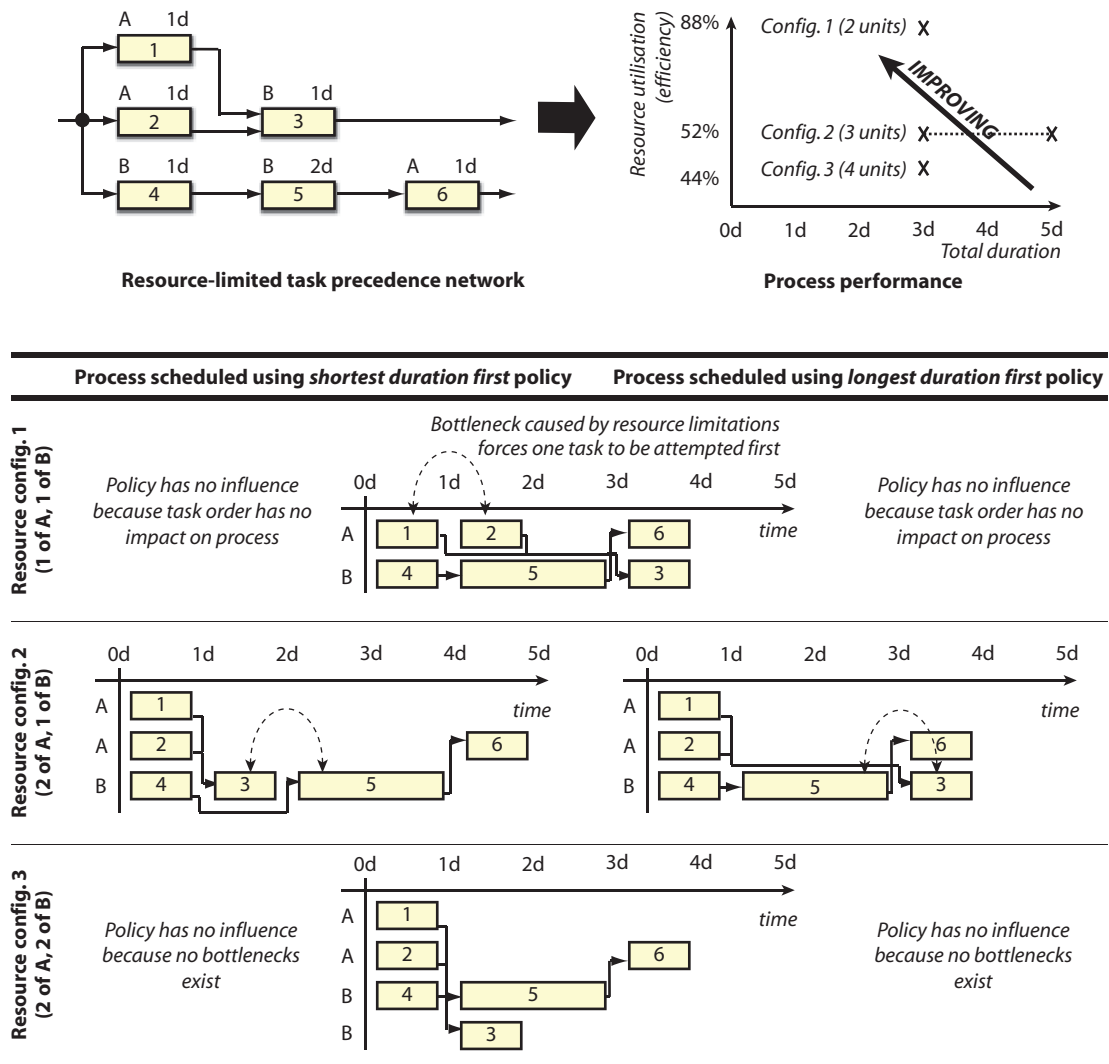 A 1d
1
A 1d
2
B 1d
3
B 1d
4
B 2d
5
A 1d
6
Resource-limited task precedence network
Resource utilisation
(efficiency)
88%
52%
44%
Config. 1 (2 units) X
Config. 2 (3 units) X X
Config. 3 (4 units) X
IMPROVING
0d 1d 2d 3d 4d 5d
Total duration
Process performance
Process scheduled using shortest duration first policy
Process scheduled using longest duration first policy
Resource config. 1
(1 of A, 1 of B)
Policy has no influence
because task order has no
impact on process
Bottleneck caused by resource limitations
forces one task to be attempted first
0d 1d 2d 3d 4d 5d
time
A 1 2 6
B 4 5 3
Policy has no influence
because task order has no
impact on process
Resource config. 2
(2 of A, 1 of B)
0d 1d 2d 3d 4d 5d
time
A 1
A 2 6
B 4 3 5
0d 1d 2d 3d 4d 5d
time
A 1
A 2 6
B 4 5 3
Resource config. 3
(2 of A, 2 of B)
Policy has no influence
because no bottlenecks
exist
0d 1d 2d 3d 4d 5d
time
A 1
A 2 6
B 4 5
B 3
Policy has no influence
because no bottlenecks
exist